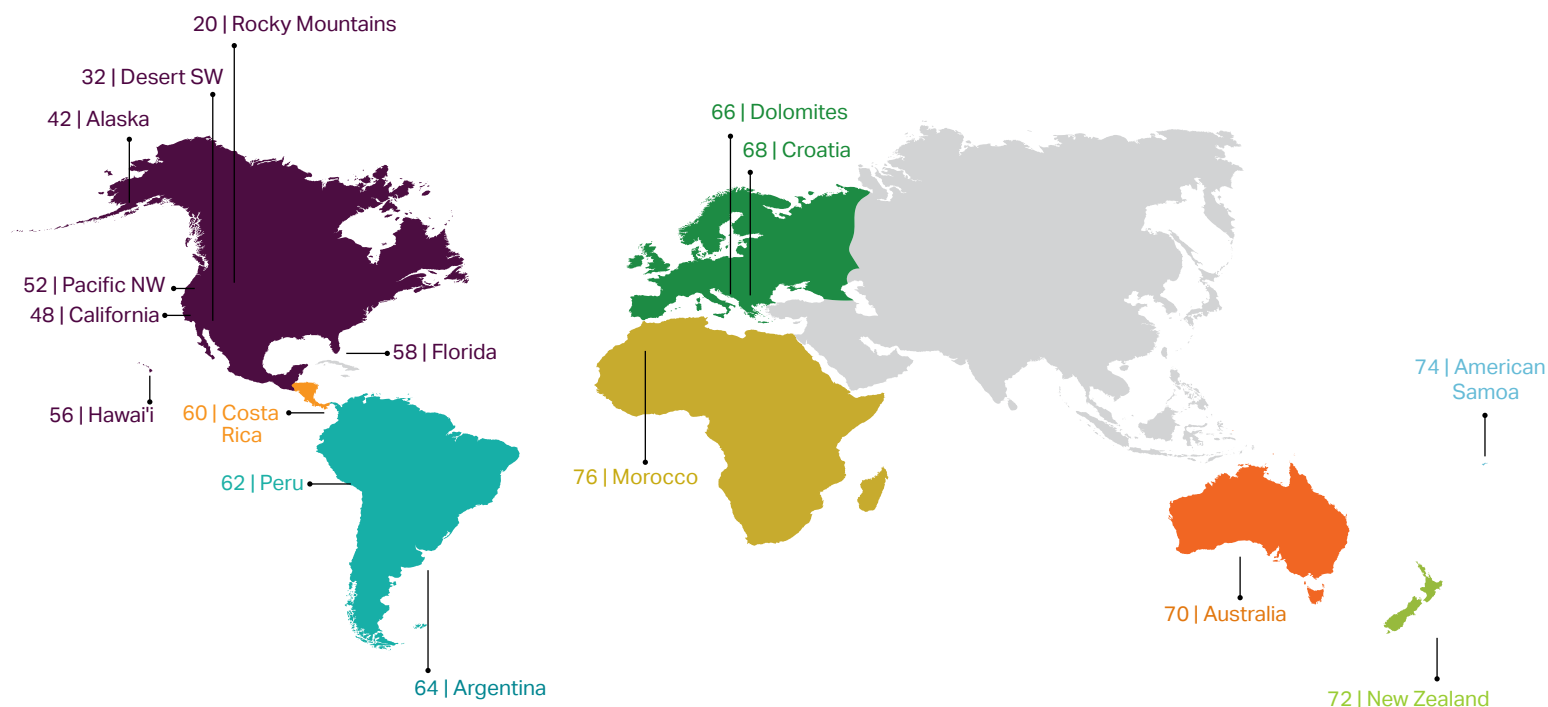 20 | Rocky Mountains
32 | Desert SW
42 | Alaska
66 | Dolomites
68 | Croatia
52 | Pacific NW
48 | California
58 | Florida
74 | American
Samoa
56 | Hawai'i
60 | Costa
Rica
62 | Peru
76 | Morocco
70 | Australia
64 | Argentina
72 | New Zealand